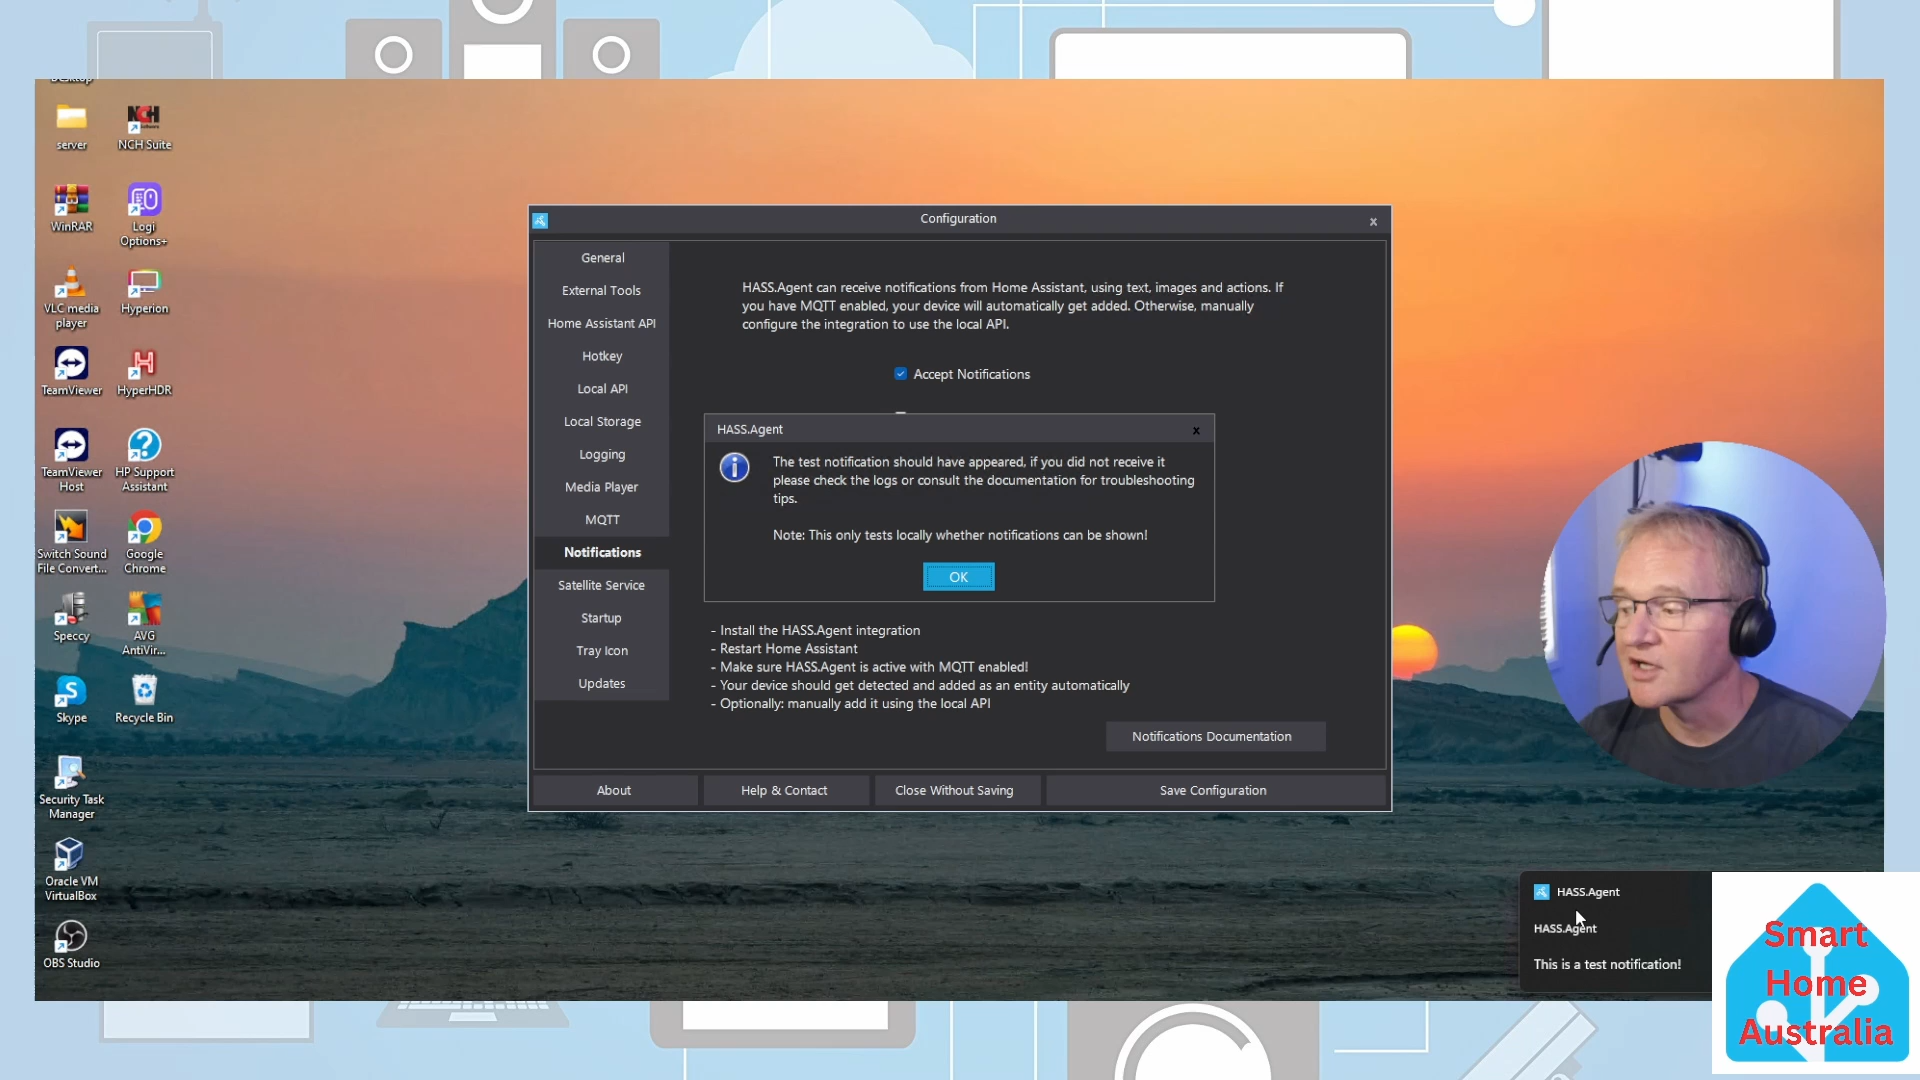 Desktop
server
NCH Suite
WinRAR
Logi
Options+
VLC media
player
Hyperion
TeamViewer
HyperHDR
TeamViewer
Host
HP Support
Assistant
Switch Sound
File Convert...
Google
Chrome
Speccy
AVG
AntiVir...
Skype
Recycle Bin
Security Task
Manager
Oracle VM
VirtualBox
OBS Studio
Configuration
x
General
External Tools
Home Assistant API
Hotkey
Local API
Local Storage
Logging
Media Player
MQTT
Notifications
Satellite Service
Startup
Tray Icon
Updates
HASS.Agent can receive notifications from Home Assistant, using text, images and actions. If
you have MQTT enabled, your device will automatically get added. Otherwise, manually
configure the integration to use the local API.
Accept Notifications
HASS.Agent
x
The test notification should have appeared, if you did not receive it
please check the logs or consult the documentation for troubleshooting
tips.
Note: This only tests locally whether notifications can be shown!
OK
- Install the HASS.Agent integration
- Restart Home Assistant
- Make sure HASS.Agent is active with MQTT enabled!
- Your device should get detected and added as an entity automatically
- Optionally: manually add it using the local API
Notifications Documentation
About
Help & Contact
Close Without Saving
Save Configuration
HASS.Agent
HASS.Agent
This is a test notification!
Smart
Home
Australia